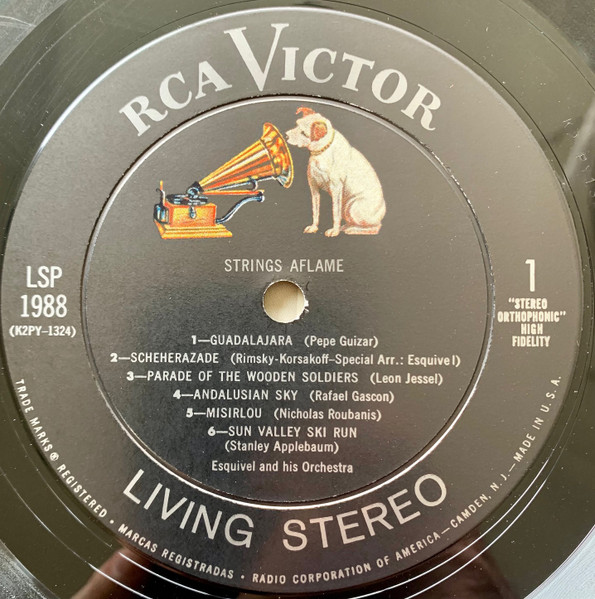 RCA VICTOR
STRINGS AFLAME
LSP
1988
(K2PY-1324)
1
"STEREO
ORTHOPHONIC"
HIGH
FIDELITY
1—GUADALAJARA (Pepe Guizar)
2—SCHEHERAZADE (Rimsky-Korsakoff-Special Arr.: Esquivel)
3—PARADE OF THE WOODEN SOLDIERS (Leon Jessel)
4—ANDALUSIAN SKY (Rafael Gascon)
5—MISIRLOU (Nicholas Roubanis)
6—SUN VALLEY SKI RUN
(Stanley Applebaum)
Esquivel and his Orchestra
LIVING STEREO
TRADE MARKS ® REGISTERED • MARCAS REGISTRADAS • RADIO CORPORATION OF AMERICA—CAMDEN, N. J.—MADE IN U. S. A.